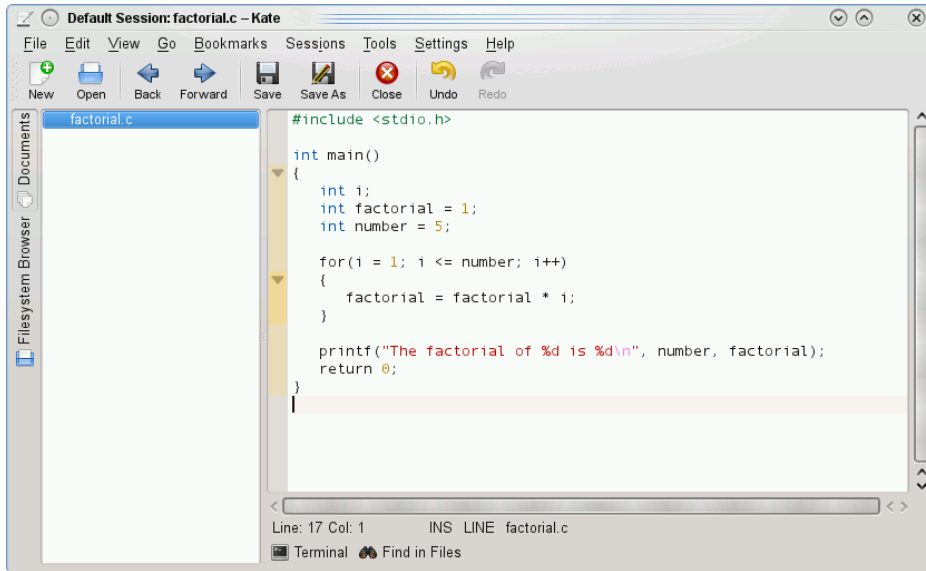 Default Session: factorial.c – Kate
File Edit View Go Bookmarks Sessions Tools Settings Help
New Open Back Forward Save Save As Close Undo Redo
Documents
Filesystem Browser
factorial.c
#include <stdio.h>
int main()
{
int i;
int factorial = 1;
int number = 5;
for(i = 1; i <= number; i++)
{
factorial = factorial * i;
}
printf("The factorial of %d is %d\n", number, factorial);
return 0;
}
Line: 17 Col: 1 INS LINE factorial.c
Terminal Find in Files